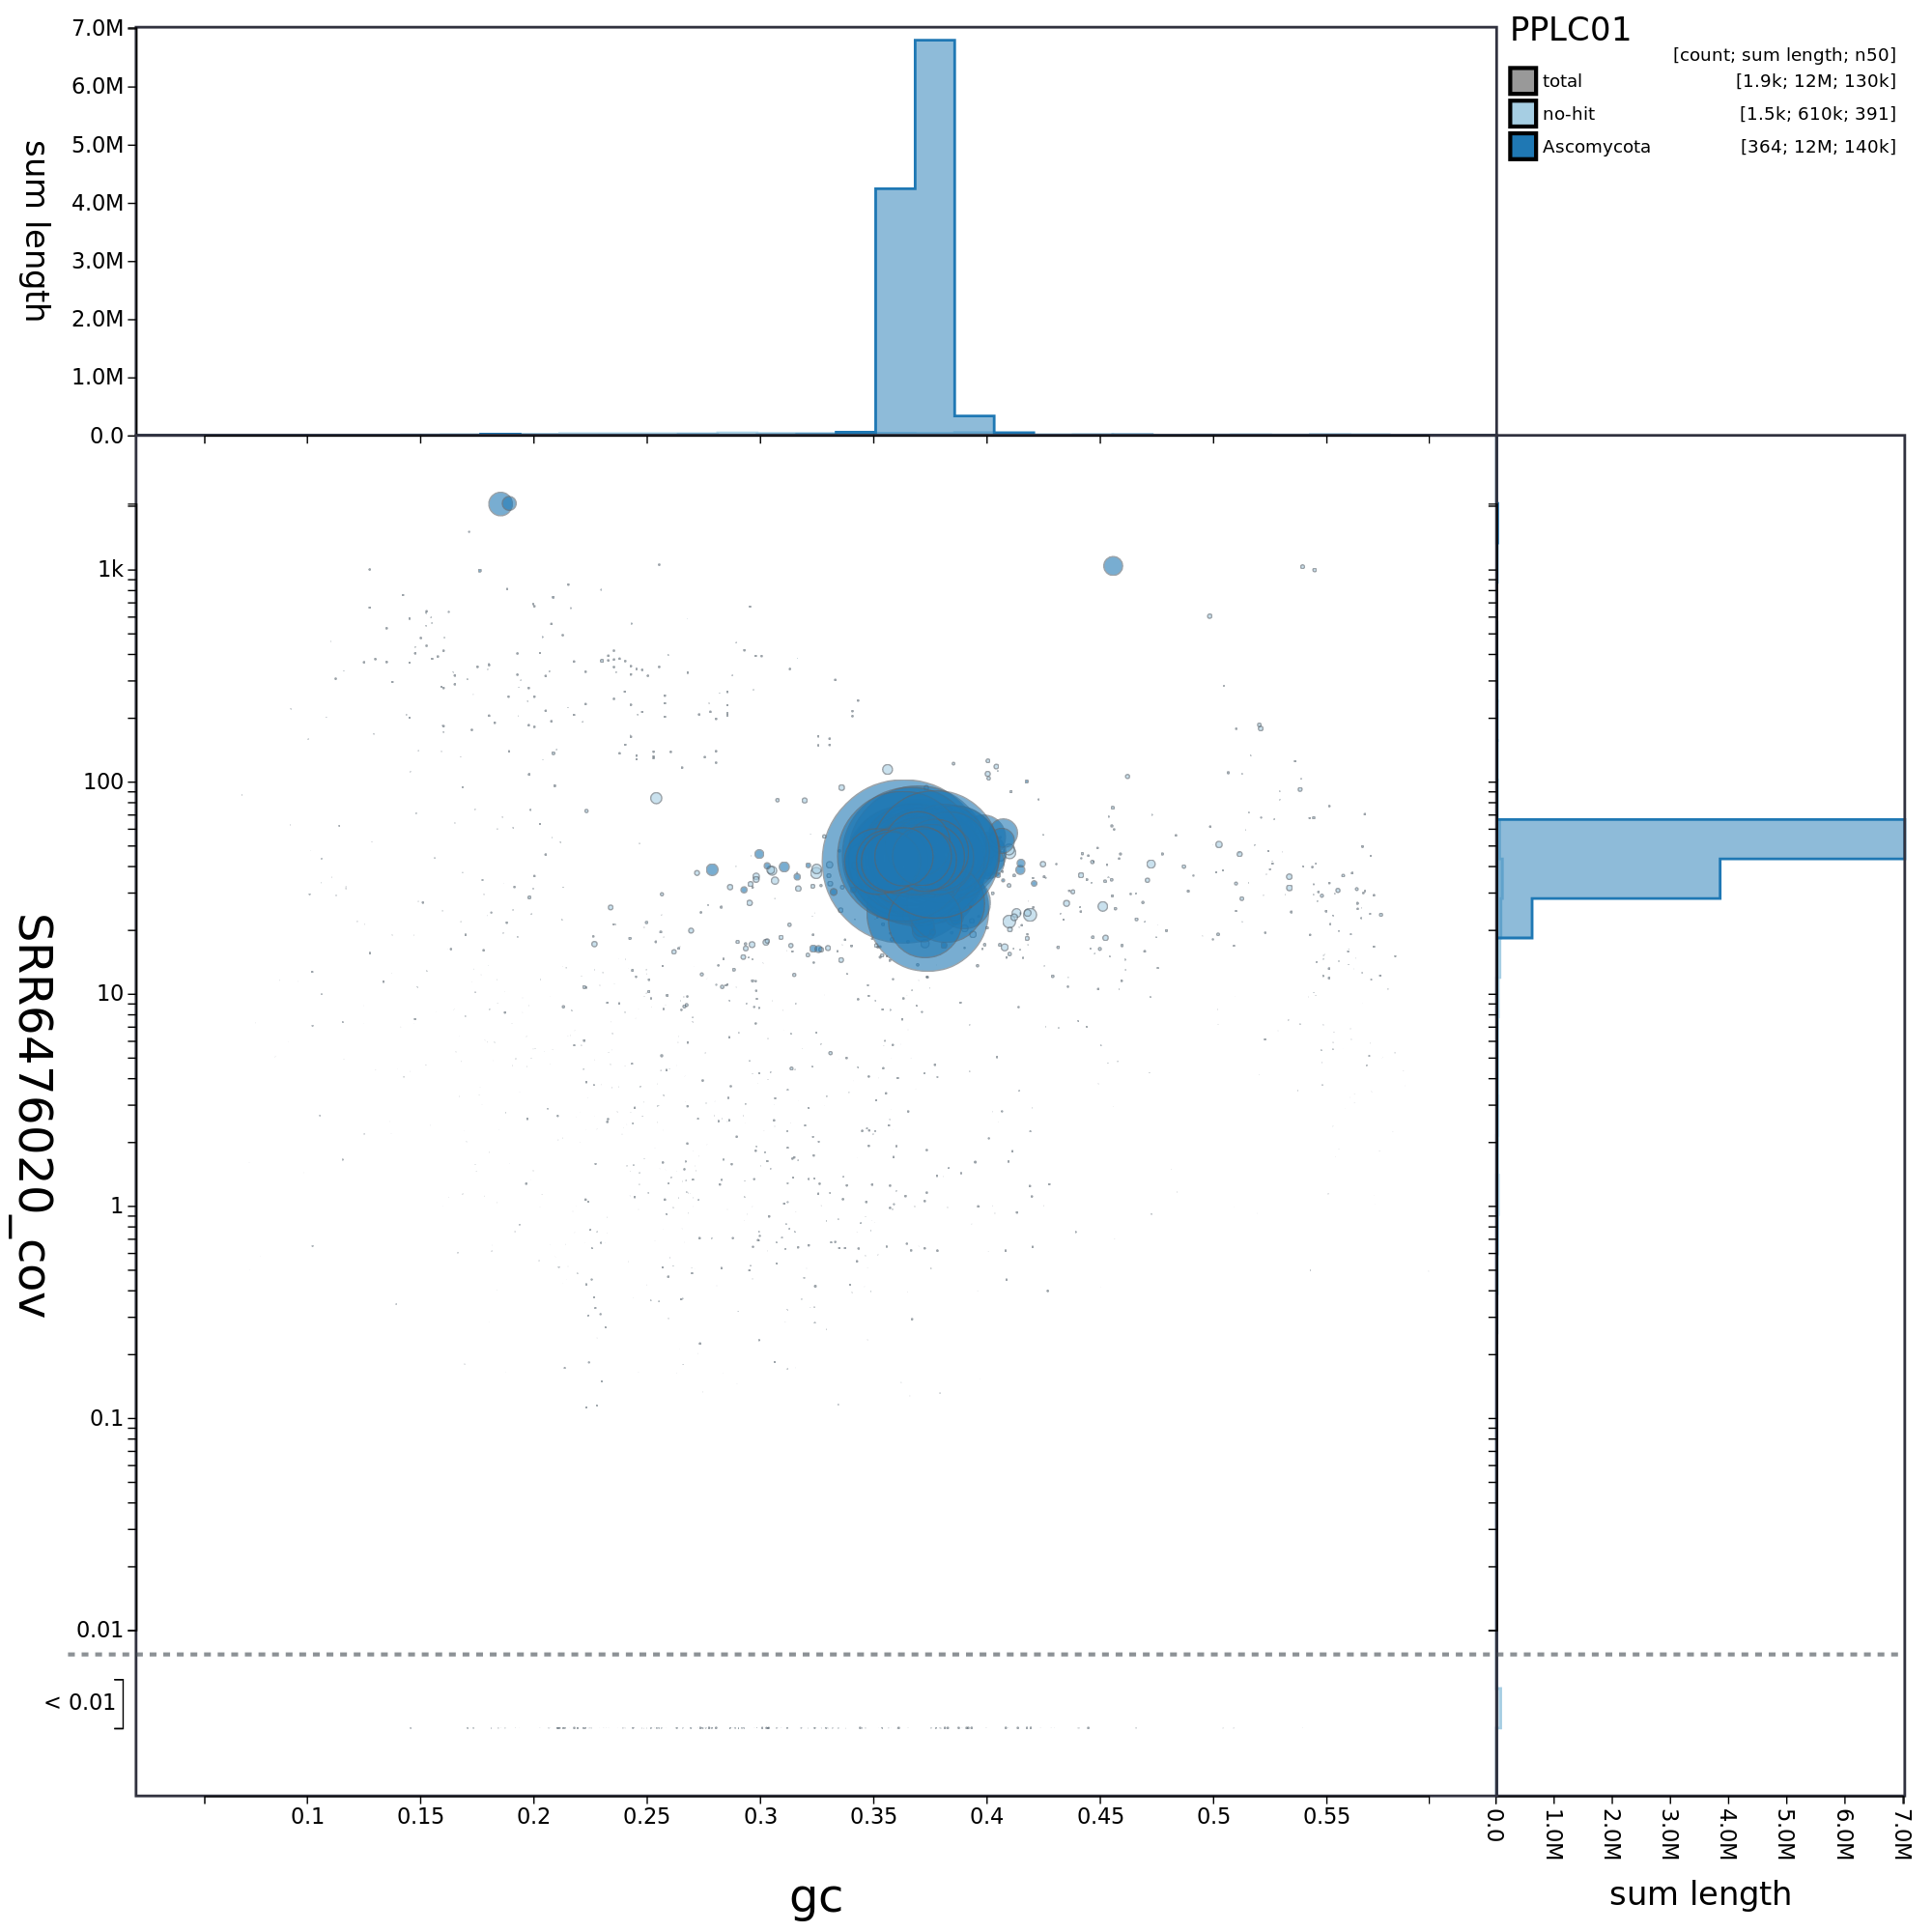 PPLC01
[count; sum length; n50]
total [1.9k; 12M; 130k]
no-hit [1.5k; 610k; 391]
Ascomycota [364; 12M; 140k]
7.0M
6.0M
5.0M
4.0M
3.0M
2.0M
1.0M
0.0
sum length
1k
100
10
1
0.1
0.01
< 0.01
SRR6476020_cov
0.1 0.15 0.2 0.25 0.3 0.35 0.4 0.45 0.5 0.55
gc
0.0 1.0M 2.0M 3.0M 4.0M 5.0M 6.0M 7.0M
sum length